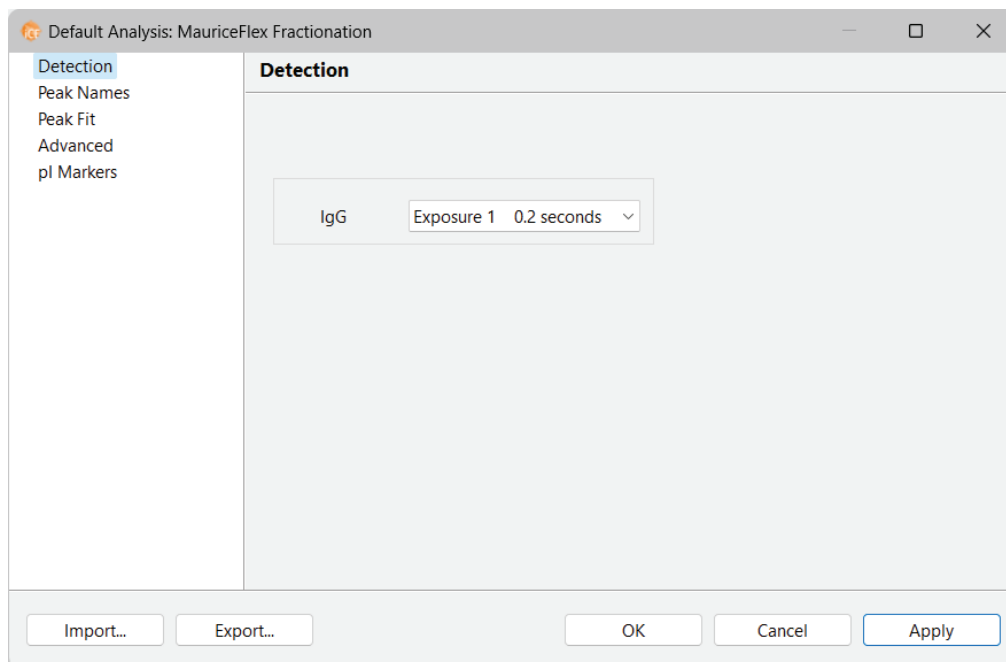 Default Analysis: MauriceFlex Fractionation
Detection
Peak Names
Peak Fit
Advanced
pI Markers
Detection
IgG
Exposure 1 0.2 seconds
Import...
Export...
OK
Cancel
Apply